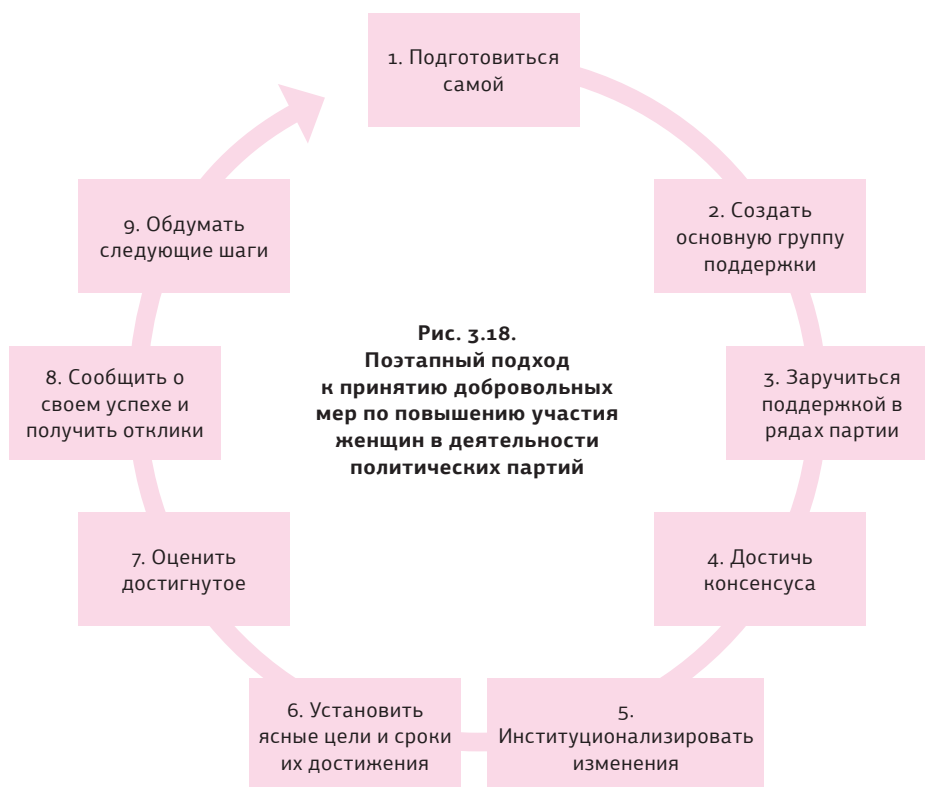 1. Подготовиться
самой
2. Создать
основную группу
поддержки
3. Заручиться
поддержкой в
рядах партии
4. Достичь
консенсуса
5.
Институционализировать
изменения
6. Установить
ясные цели и сроки
их достижения
7. Оценить
достигнутое
8. Сообщить о
своем успехе и
получить отклики
9. Обдумать
следующие шаги
Рис. 3.18.
Поэтапный подход
к принятию добровольных
мер по повышению участия
женщин в деятельности
политических партий